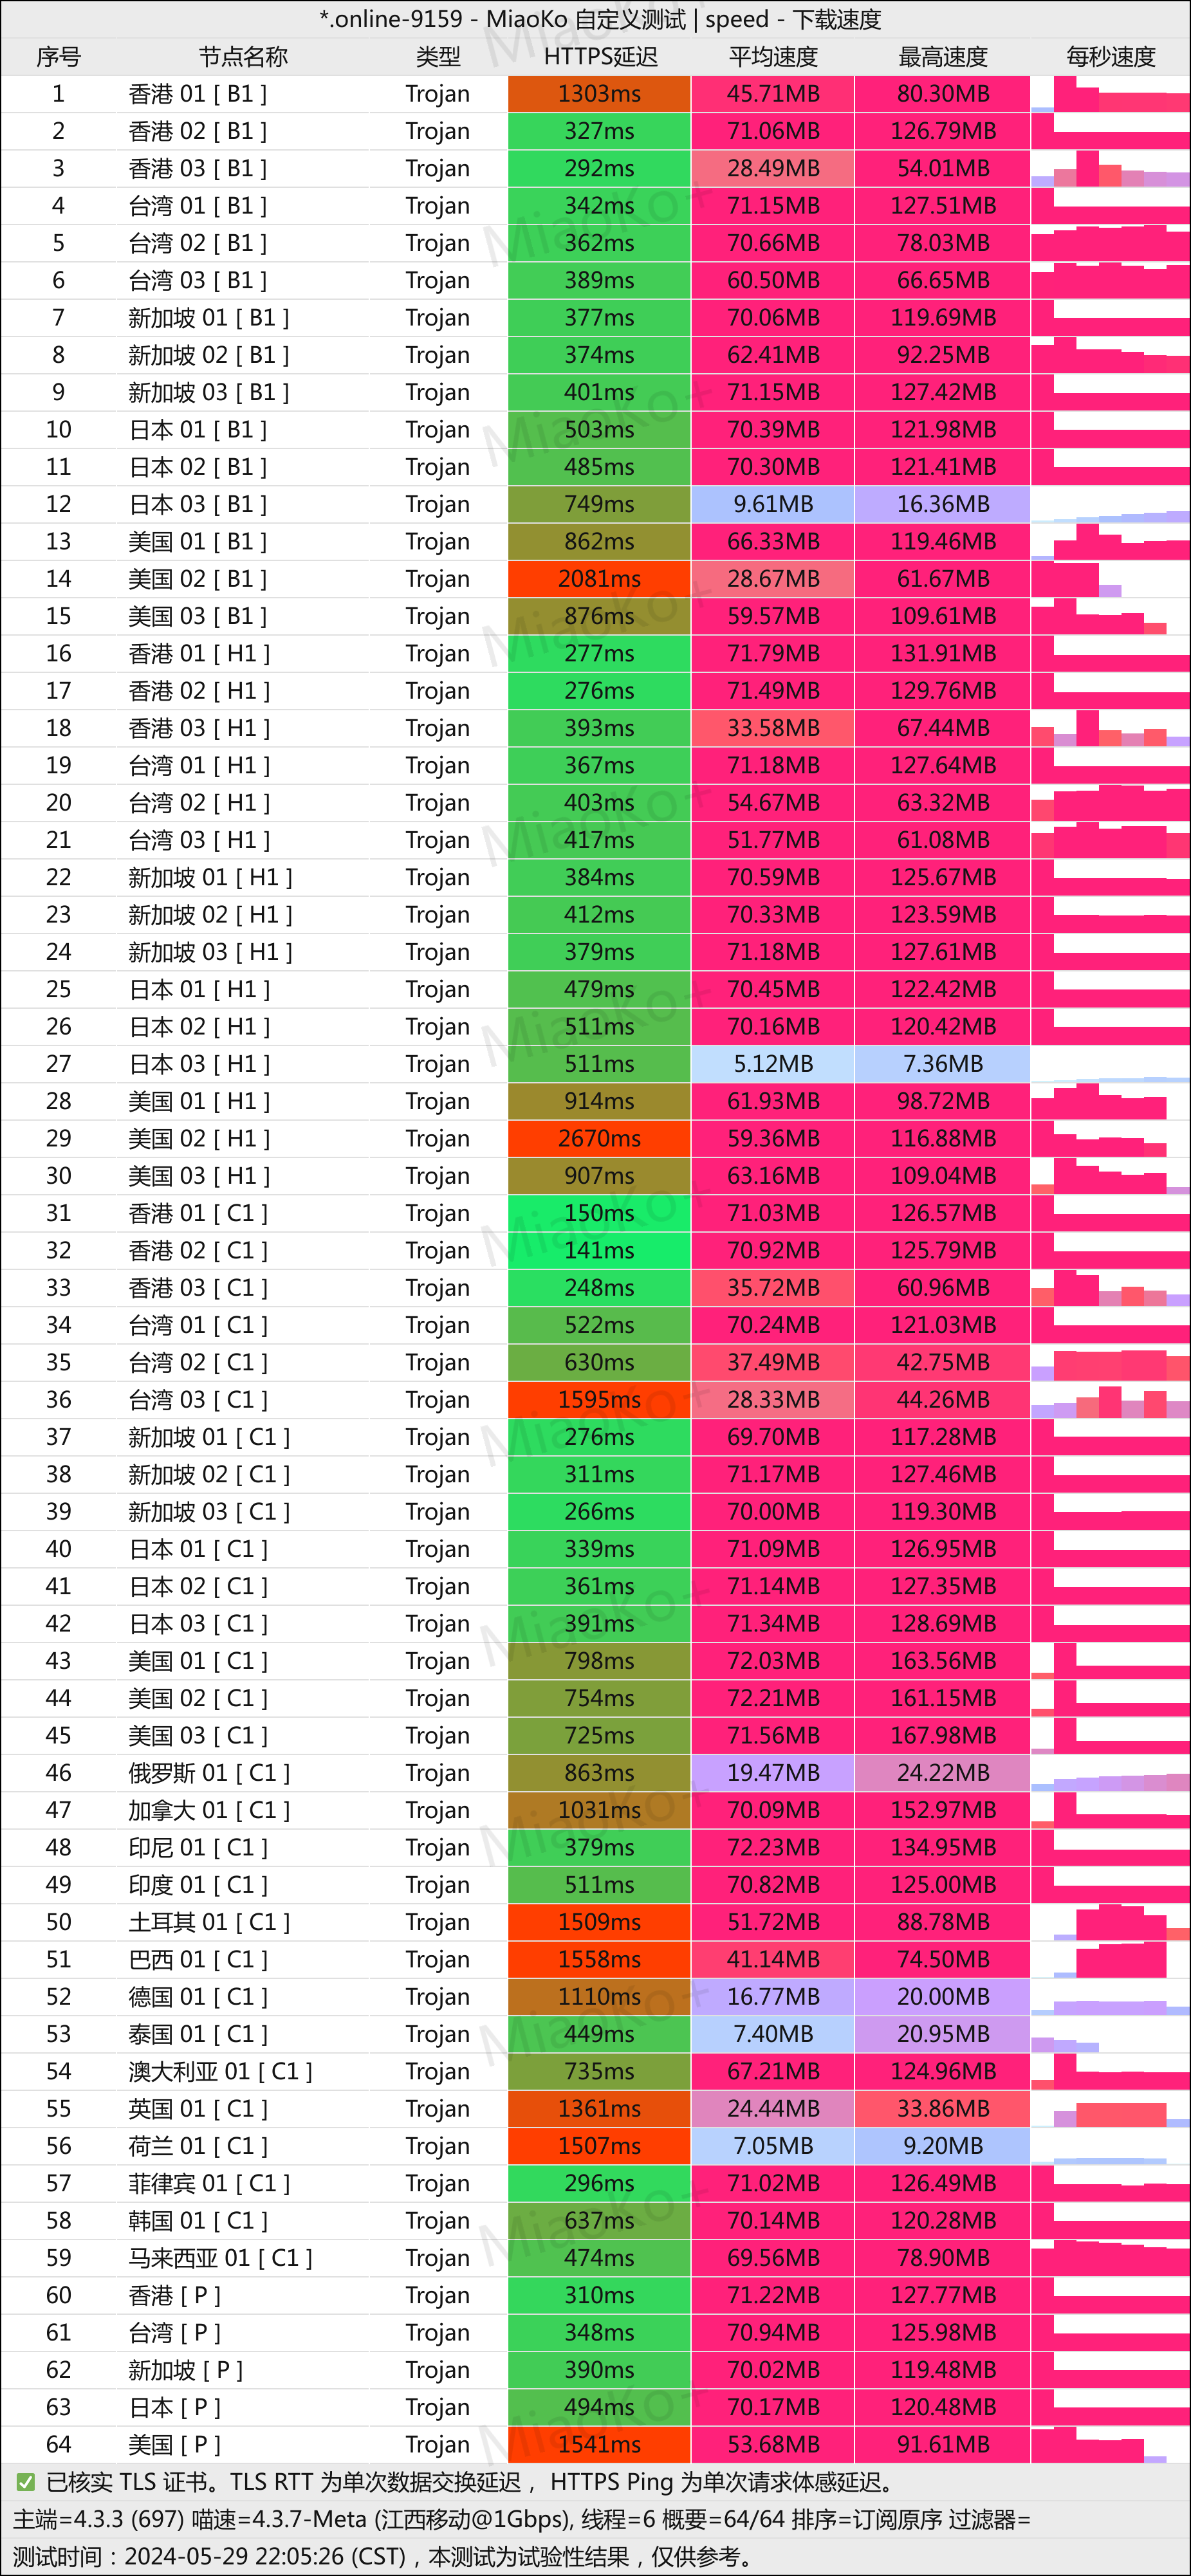 *.online-9159 - MiaoKo 自定义测试 | speed - 下载速度
序号 节点名称 类型 HTTPS延迟 平均速度 最高速度 每秒速度
1 香港 01 [ B1 ] Trojan 1303ms 45.71MB 80.30MB
2 香港 02 [ B1 ] Trojan 327ms 71.06MB 126.79MB
3 香港 03 [ B1 ] Trojan 292ms 28.49MB 54.01MB
4 台湾 01 [ B1 ] Trojan 342ms 71.15MB 127.51MB
5 台湾 02 [ B1 ] Trojan 362ms 70.66MB 78.03MB
6 台湾 03 [ B1 ] Trojan 389ms 60.50MB 66.65MB
7 新加坡 01 [ B1 ] Trojan 377ms 70.06MB 119.69MB
8 新加坡 02 [ B1 ] Trojan 374ms 62.41MB 92.25MB
9 新加坡 03 [ B1 ] Trojan 401ms 71.15MB 127.42MB
10 日本 01 [ B1 ] Trojan 503ms 70.39MB 121.98MB
11 日本 02 [ B1 ] Trojan 485ms 70.30MB 121.41MB
12 日本 03 [ B1 ] Trojan 749ms 9.61MB 16.36MB
13 美国 01 [ B1 ] Trojan 862ms 66.33MB 119.46MB
14 美国 02 [ B1 ] Trojan 2081ms 28.67MB 61.67MB
15 美国 03 [ B1 ] Trojan 876ms 59.57MB 109.61MB
16 香港 01 [ H1 ] Trojan 277ms 71.79MB 131.91MB
17 香港 02 [ H1 ] Trojan 276ms 71.49MB 129.76MB
18 香港 03 [ H1 ] Trojan 393ms 33.58MB 67.44MB
19 台湾 01 [ H1 ] Trojan 367ms 71.18MB 127.64MB
20 台湾 02 [ H1 ] Trojan 403ms 54.67MB 63.32MB
21 台湾 03 [ H1 ] Trojan 417ms 51.77MB 61.08MB
22 新加坡 01 [ H1 ] Trojan 384ms 70.59MB 125.67MB
23 新加坡 02 [ H1 ] Trojan 412ms 70.33MB 123.59MB
24 新加坡 03 [ H1 ] Trojan 379ms 71.18MB 127.61MB
25 日本 01 [ H1 ] Trojan 479ms 70.45MB 122.42MB
26 日本 02 [ H1 ] Trojan 511ms 70.16MB 120.42MB
27 日本 03 [ H1 ] Trojan 511ms 5.12MB 7.36MB
28 美国 01 [ H1 ] Trojan 914ms 61.93MB 98.72MB
29 美国 02 [ H1 ] Trojan 2670ms 59.36MB 116.88MB
30 美国 03 [ H1 ] Trojan 907ms 63.16MB 109.04MB
31 香港 01 [ C1 ] Trojan 150ms 71.03MB 126.57MB
32 香港 02 [ C1 ] Trojan 141ms 70.92MB 125.79MB
33 香港 03 [ C1 ] Trojan 248ms 35.72MB 60.96MB
34 台湾 01 [ C1 ] Trojan 522ms 70.24MB 121.03MB
35 台湾 02 [ C1 ] Trojan 630ms 37.49MB 42.75MB
36 台湾 03 [ C1 ] Trojan 1595ms 28.33MB 44.26MB
37 新加坡 01 [ C1 ] Trojan 276ms 69.70MB 117.28MB
38 新加坡 02 [ C1 ] Trojan 311ms 71.17MB 127.46MB
39 新加坡 03 [ C1 ] Trojan 266ms 70.00MB 119.30MB
40 日本 01 [ C1 ] Trojan 339ms 71.09MB 126.95MB
41 日本 02 [ C1 ] Trojan 361ms 71.14MB 127.35MB
42 日本 03 [ C1 ] Trojan 391ms 71.34MB 128.69MB
43 美国 01 [ C1 ] Trojan 798ms 72.03MB 163.56MB
44 美国 02 [ C1 ] Trojan 754ms 72.21MB 161.15MB
45 美国 03 [ C1 ] Trojan 725ms 71.56MB 167.98MB
46 俄罗斯 01 [ C1 ] Trojan 863ms 19.47MB 24.22MB
47 加拿大 01 [ C1 ] Trojan 1031ms 70.09MB 152.97MB
48 印尼 01 [ C1 ] Trojan 379ms 72.23MB 134.95MB
49 印度 01 [ C1 ] Trojan 511ms 70.82MB 125.00MB
50 土耳其 01 [ C1 ] Trojan 1509ms 51.72MB 88.78MB
51 巴西 01 [ C1 ] Trojan 1558ms 41.14MB 74.50MB
52 德国 01 [ C1 ] Trojan 1110ms 16.77MB 20.00MB
53 泰国 01 [ C1 ] Trojan 449ms 7.40MB 20.95MB
54 澳大利亚 01 [ C1 ] Trojan 735ms 67.21MB 124.96MB
55 英国 01 [ C1 ] Trojan 1361ms 24.44MB 33.86MB
56 荷兰 01 [ C1 ] Trojan 1507ms 7.05MB 9.20MB
57 菲律宾 01 [ C1 ] Trojan 296ms 71.02MB 126.49MB
58 韩国 01 [ C1 ] Trojan 637ms 70.14MB 120.28MB
59 马来西亚 01 [ C1 ] Trojan 474ms 69.56MB 78.90MB
60 香港 [ P ] Trojan 310ms 71.22MB 127.77MB
61 台湾 [ P ] Trojan 348ms 70.94MB 125.98MB
62 新加坡 [ P ] Trojan 390ms 70.02MB 119.48MB
63 日本 [ P ] Trojan 494ms 70.17MB 120.48MB
64 美国 [ P ] Trojan 1541ms 53.68MB 91.61MB
✅ 已核实 TLS 证书。TLS RTT 为单次数据交换延迟， HTTPS Ping 为单次请求体感延迟。
主端=4.3.3 (697) 喵速=4.3.7-Meta (江西移动@1Gbps), 线程=6 概要=64/64 排序=订阅原序 过滤器=
测试时间：2024-05-29 22:05:26 (CST)，本测试为试验性结果，仅供参考。